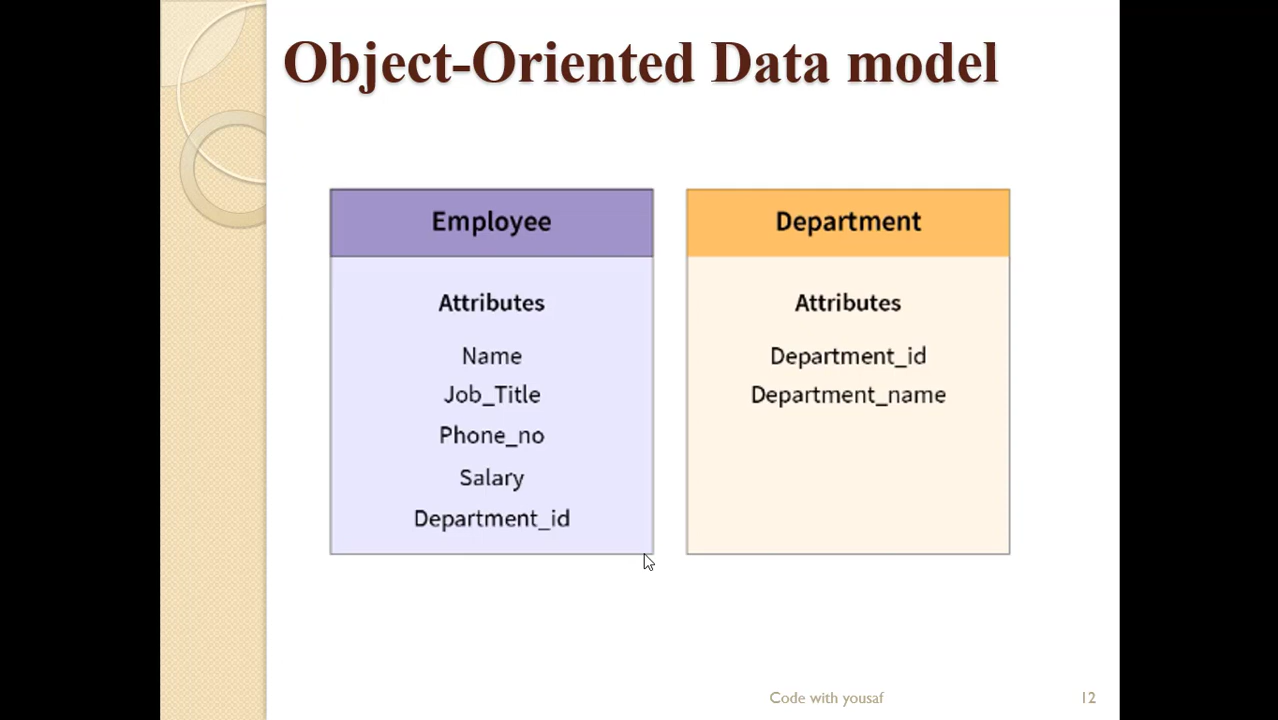 Object-Oriented Data model
Employee
Attributes
Name
Job_Title
Phone_no
Salary
Department_id
Department
Attributes
Department_id
Department_name
Code with yousaf
12